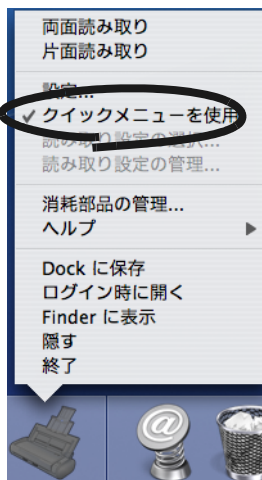 両面読み取り
片面読み取り
設定...
✓ クイックメニューを使用
読み取り設定の選択...
読み取り設定の管理...
消耗部品の管理...
ヘルプ
Dock に保存
ログイン時に開く
Finder に表示
隠す
終了
@